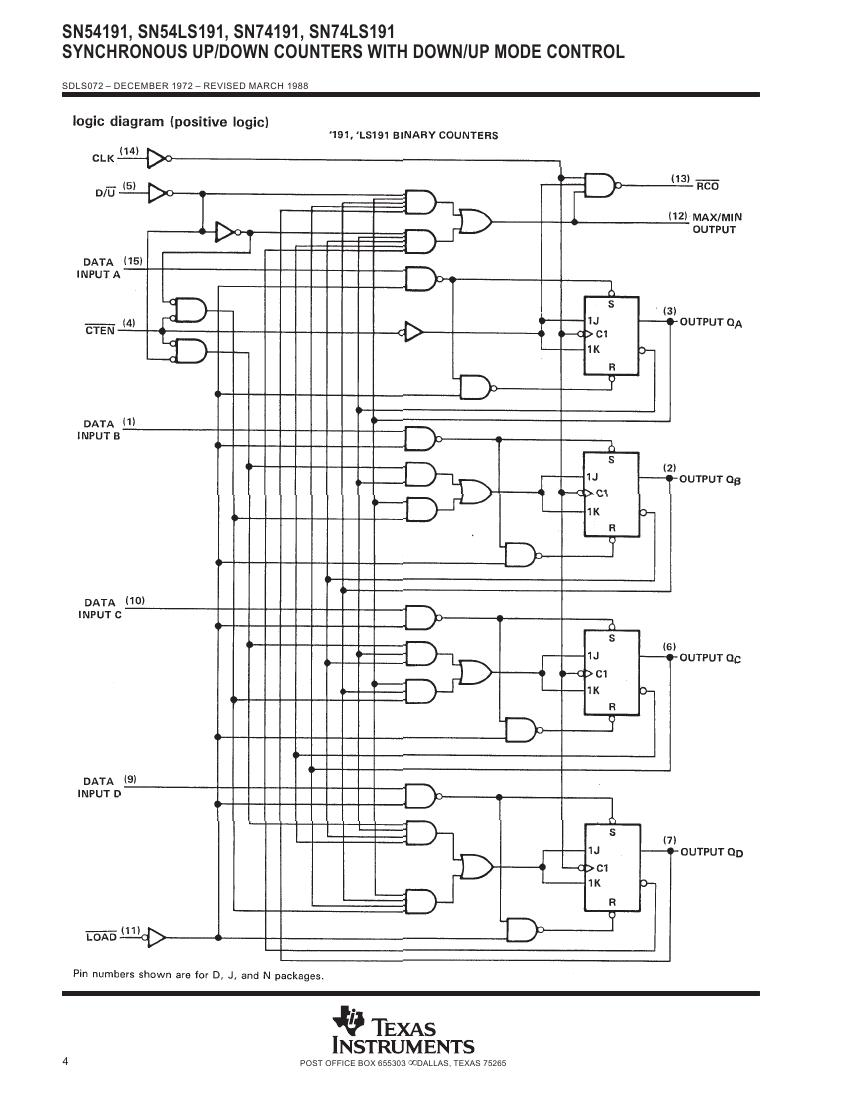 SN54191, SN54LS191, SN74191, SN74LS191
SYNCHRONOUS UP/DOWN COUNTERS WITH DOWN/UP MODE CONTROL
SDLS072 – DECEMBER 1972 – REVISED MARCH 1988
logic diagram (positive logic)
'191, 'LS191 BINARY COUNTERS
CLK (14)
(13) RCO
D/U (5)
(12) MAX/MIN
OUTPUT
DATA (15)
INPUT A
S
(3)
1J
OUTPUT QA
CTEN (4)
C1
1K
R
DATA (1)
INPUT B
S
(2)
1J
OUTPUT QB
C1
1K
R
DATA (10)
INPUT C
S
(6)
1J
OUTPUT QC
C1
1K
R
DATA (9)
INPUT D
S
(7)
1J
OUTPUT QD
C1
1K
R
LOAD (11)
Pin numbers shown are for D, J, and N packages.
TEXAS
INSTRUMENTS
4
POST OFFICE BOX 655303 ∞DALLAS, TEXAS 75265